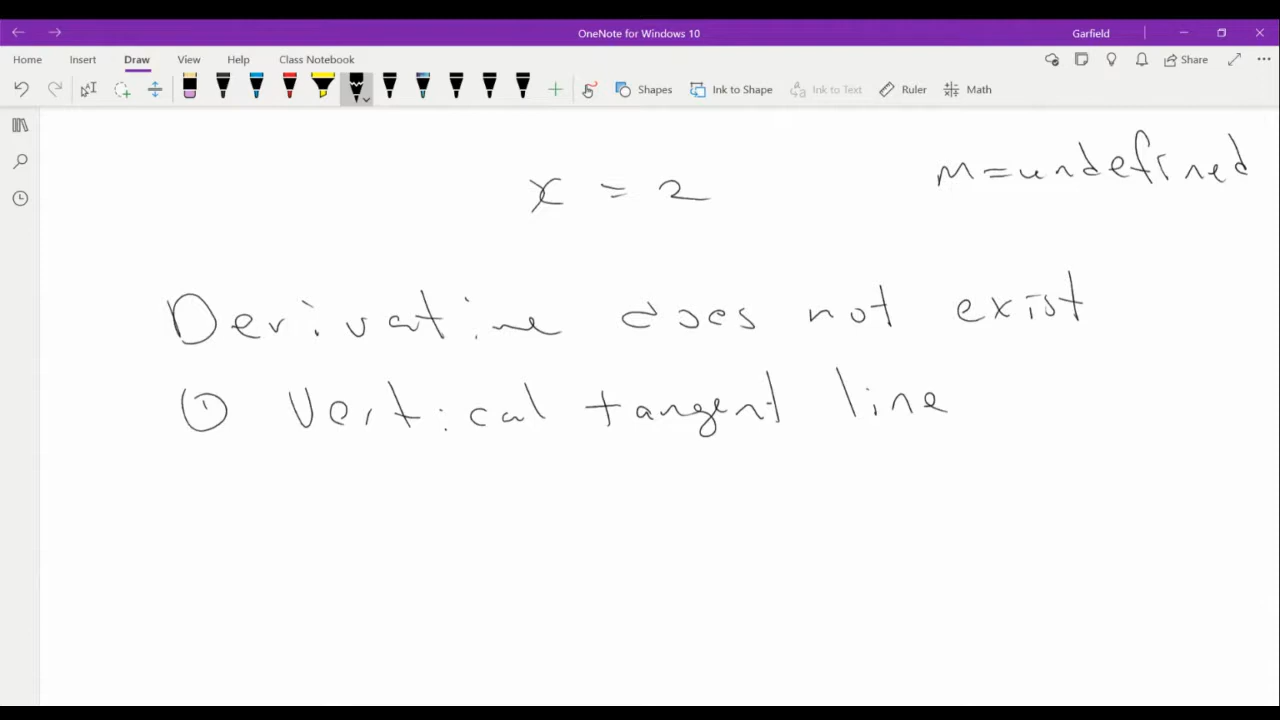 OneNote for Windows 10
Garfield
Home Insert Draw View Help Class Notebook
Share
Shapes Ink to Shape Ink to Text Ruler Math
x = 2
m=undefined
Derivative does not exist
① Vertical tangent line